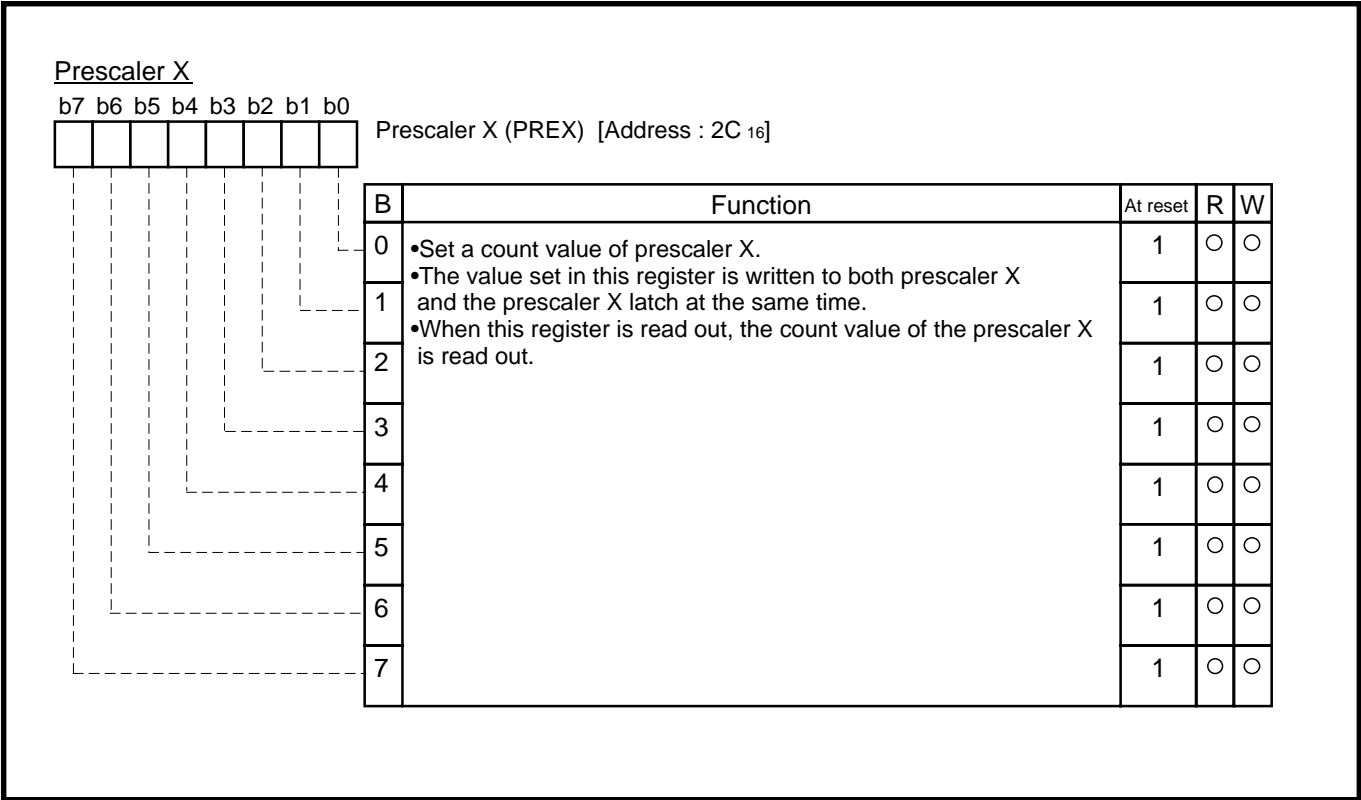 Prescaler X
b7 b6 b5 b4 b3 b2 b1 b0
Prescaler X (PREX) [Address : 2C 16]
B Function At reset R W
0 •Set a count value of prescaler X. 1 ○ ○
•The value set in this register is written to both prescaler X
1 and the prescaler X latch at the same time. 1 ○ ○
•When this register is read out, the count value of the prescaler X
2 is read out. 1 ○ ○
3 1 ○ ○
4 1 ○ ○
5 1 ○ ○
6 1 ○ ○
7 1 ○ ○